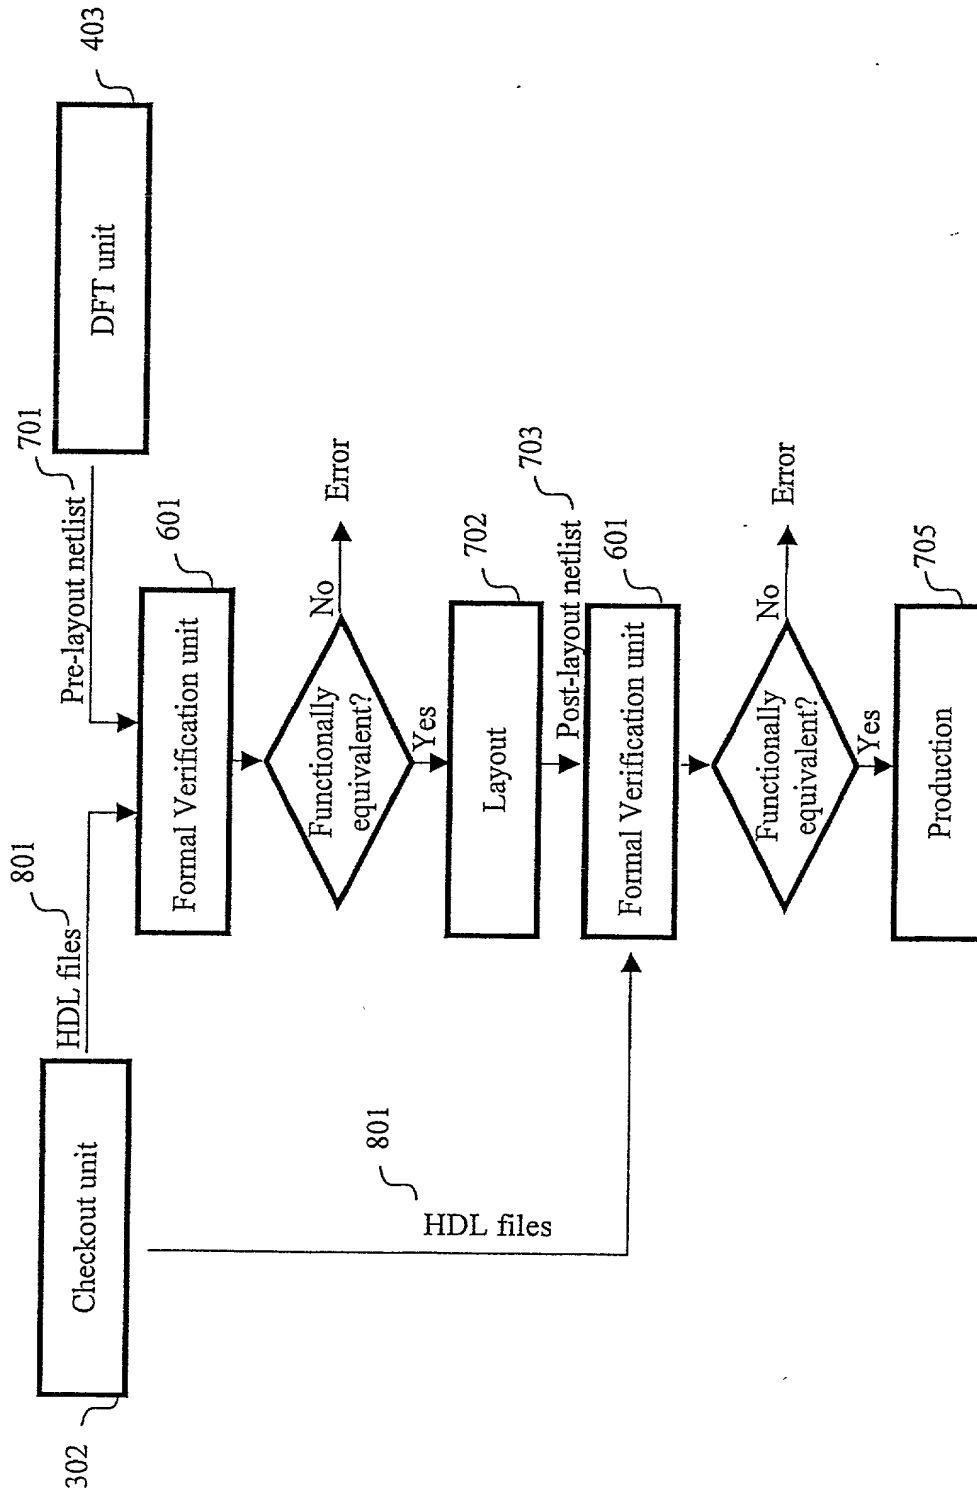 302
Checkout unit
HDL files
801
Pre-layout netlist
701
DFT unit
403
Formal Verification unit
601
Functionally
equivalent?
No
Error
Yes
Layout
702
801
HDL files
Post-layout netlist
703
Formal Verification unit
601
Functionally
equivalent?
No
Error
Yes
Production
705